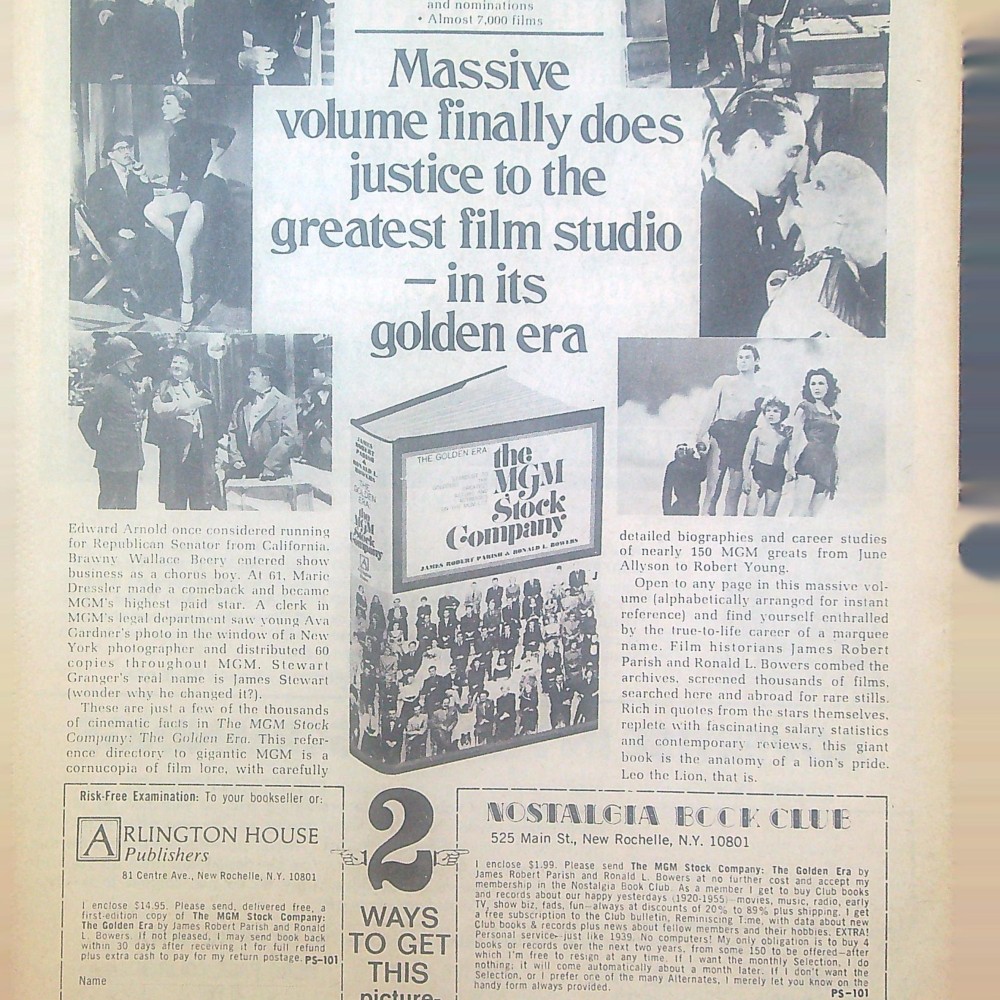 and nominations
• Almost 7,000 films
Massive
volume finally does
justice to the
greatest film studio
— in its
golden era
JAMES
ROBERT
PARISH
&
RONALD L.
BOWERS
THE
GOLDEN
ERA
the
MGM
Stock
Company
THE GOLDEN ERA
the
MGM
Stock
Company
JAMES ROBERT PARISH & RONALD L. BOWERS
Edward Arnold once considered running
for Republican Senator from California.
Brawny Wallace Beery entered show
business as a chorus boy. At 61, Marie
Dressler made a comeback and became
MGM's highest paid star. A clerk in
MGM's legal department saw young Ava
Gardner's photo in the window of a New
York photographer and distributed 60
copies throughout MGM. Stewart
Granger's real name is James Stewart
(wonder why he changed it?).
These are just a few of the thousands
of cinematic facts in The MGM Stock
Company: The Golden Era. This refer-
ence directory to gigantic MGM is a
cornucopia of film lore, with carefully
detailed biographies and career studies
of nearly 150 MGM greats from June
Allyson to Robert Young.
Open to any page in this massive vol-
ume (alphabetically arranged for instant
reference) and find yourself enthralled
by the true-to-life career of a marquee
name. Film historians James Robert
Parish and Ronald L. Bowers combed the
archives, screened thousands of films,
searched here and abroad for rare stills.
Rich in quotes from the stars themselves,
replete with fascinating salary statistics
and contemporary reviews, this giant
book is the anatomy of a lion's pride.
Leo the Lion, that is.
Risk-Free Examination: To your bookseller or:
ARLINGTON HOUSE
Publishers
81 Centre Ave., New Rochelle, N.Y. 10801
I enclose $14.95. Please send, delivered free, a
first-edition copy of The MGM Stock Company:
The Golden Era by James Robert Parish and Ronald
L. Bowers. If not pleased, I may send book back
within 30 days after receiving it for full refund
plus extra cash to pay for my return postage. PS-101
Name
2
WAYS
TO GET
THIS
picture-
NOSTALGIA BOOK CLUB
525 Main St., New Rochelle, N.Y. 10801
I enclose $1.99. Please send The MGM Stock Company: The Golden Era by
James Robert Parish and Ronald L. Bowers at no further cost and accept my
membership in the Nostalgia Book Club. As a member I get to buy Club books
and records about our happy yesterdays (1920-1955)—movies, music, radio, early
TV, show biz, fads, fun—always at discounts of 20% to 89% plus shipping. I get
a free subscription to the Club bulletin, Reminiscing Time, with data about new
Club books & records plus news about fellow members and their hobbies. EXTRA!
Personal service—just like 1939. No computers! My only obligation is to buy 4
books or records over the next two years, from some 150 to be offered—after
which I'm free to resign at any time. If I want the monthly Selection, I do
nothing; it will come automatically about a month later. If I don't want the
Selection, or I prefer one of the many Alternates, I merely let you know on the
handy form always provided.
PS-101